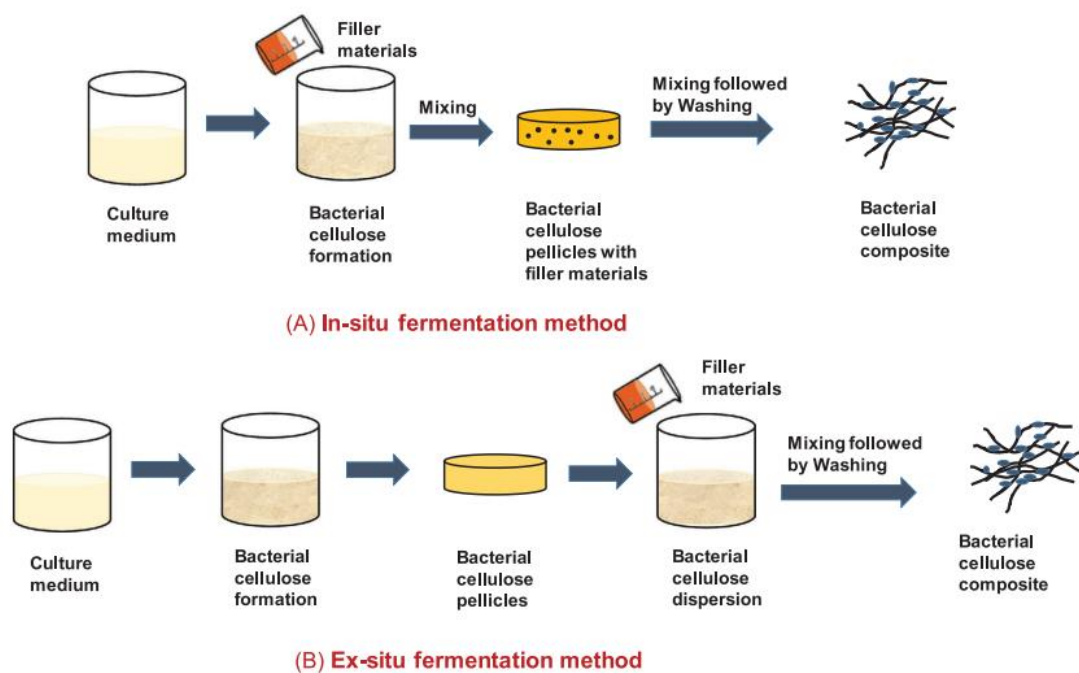 Filler
materials
Mixing
Mixing followed
by Washing
Culture
medium
Bacterial
cellulose
formation
Bacterial
cellulose
pellicles with
filler materials
Bacterial
cellulose
composite
(A) In-situ fermentation method
Filler
materials
Mixing followed
by Washing
Culture
medium
Bacterial
cellulose
formation
Bacterial
cellulose
pellicles
Bacterial
cellulose
dispersion
Bacterial
cellulose
composite
(B) Ex-situ fermentation method